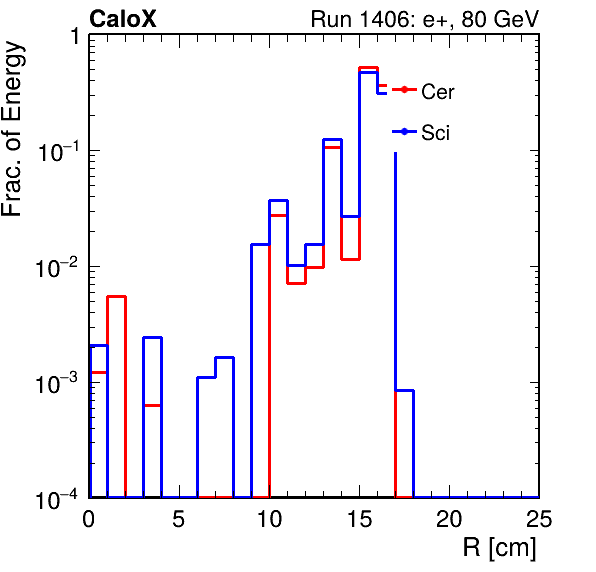 CaloX Run 1406: e+, 80 GeV
Frac. of Energy
1
10⁻¹
10⁻²
10⁻³
10⁻⁴
Cer
Sci
0 5 10 15 20 25
R [cm]